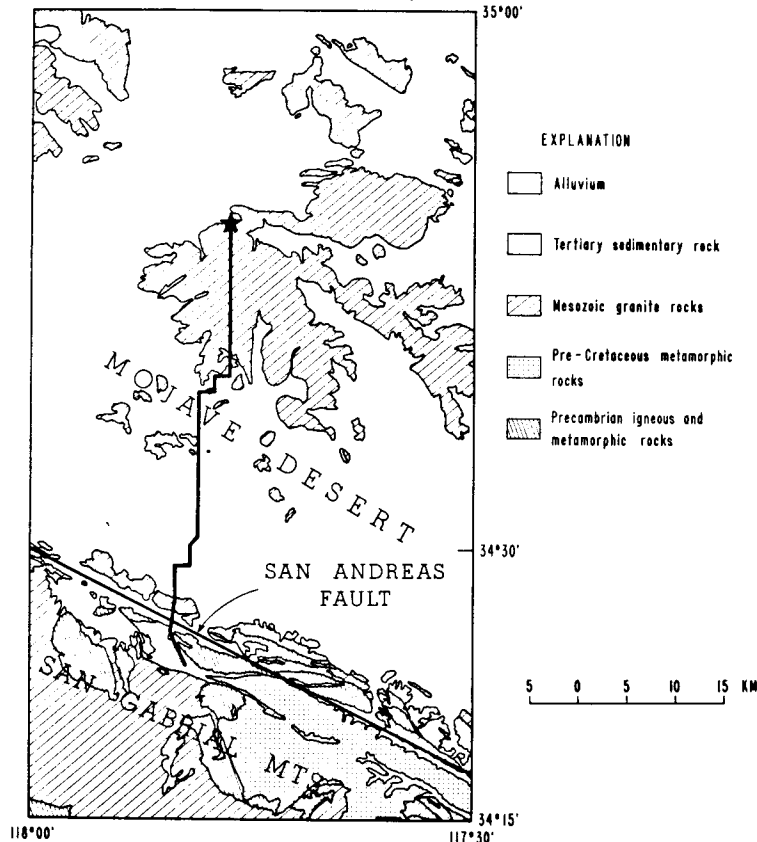 35°00'
EXPLANATION
Alluvium
Tertiary sedimentary rock
Mesozoic granite rocks
Pre-Cretaceous metamorphic
rocks
Precambrian igneous and
metamorphic rocks
MOJAVE DESERT
34°30'
SAN ANDREAS
FAULT
SAN GABRIAL MT.
5 0 5 10 15 KM
34°15'
118°00'
117°30'